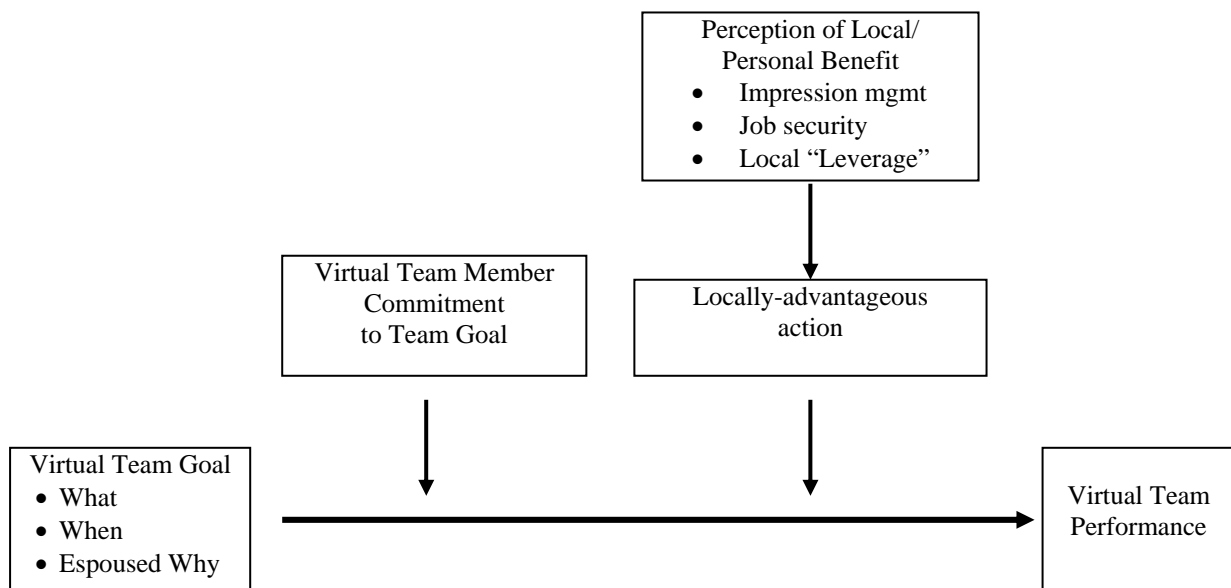 Perception of Local/
Personal Benefit
• Impression mgmt
• Job security
• Local “Leverage”
Virtual Team Member
Commitment
to Team Goal
Locally-advantageous
action
Virtual Team Goal
• What
• When
• Espoused Why
Virtual Team
Performance